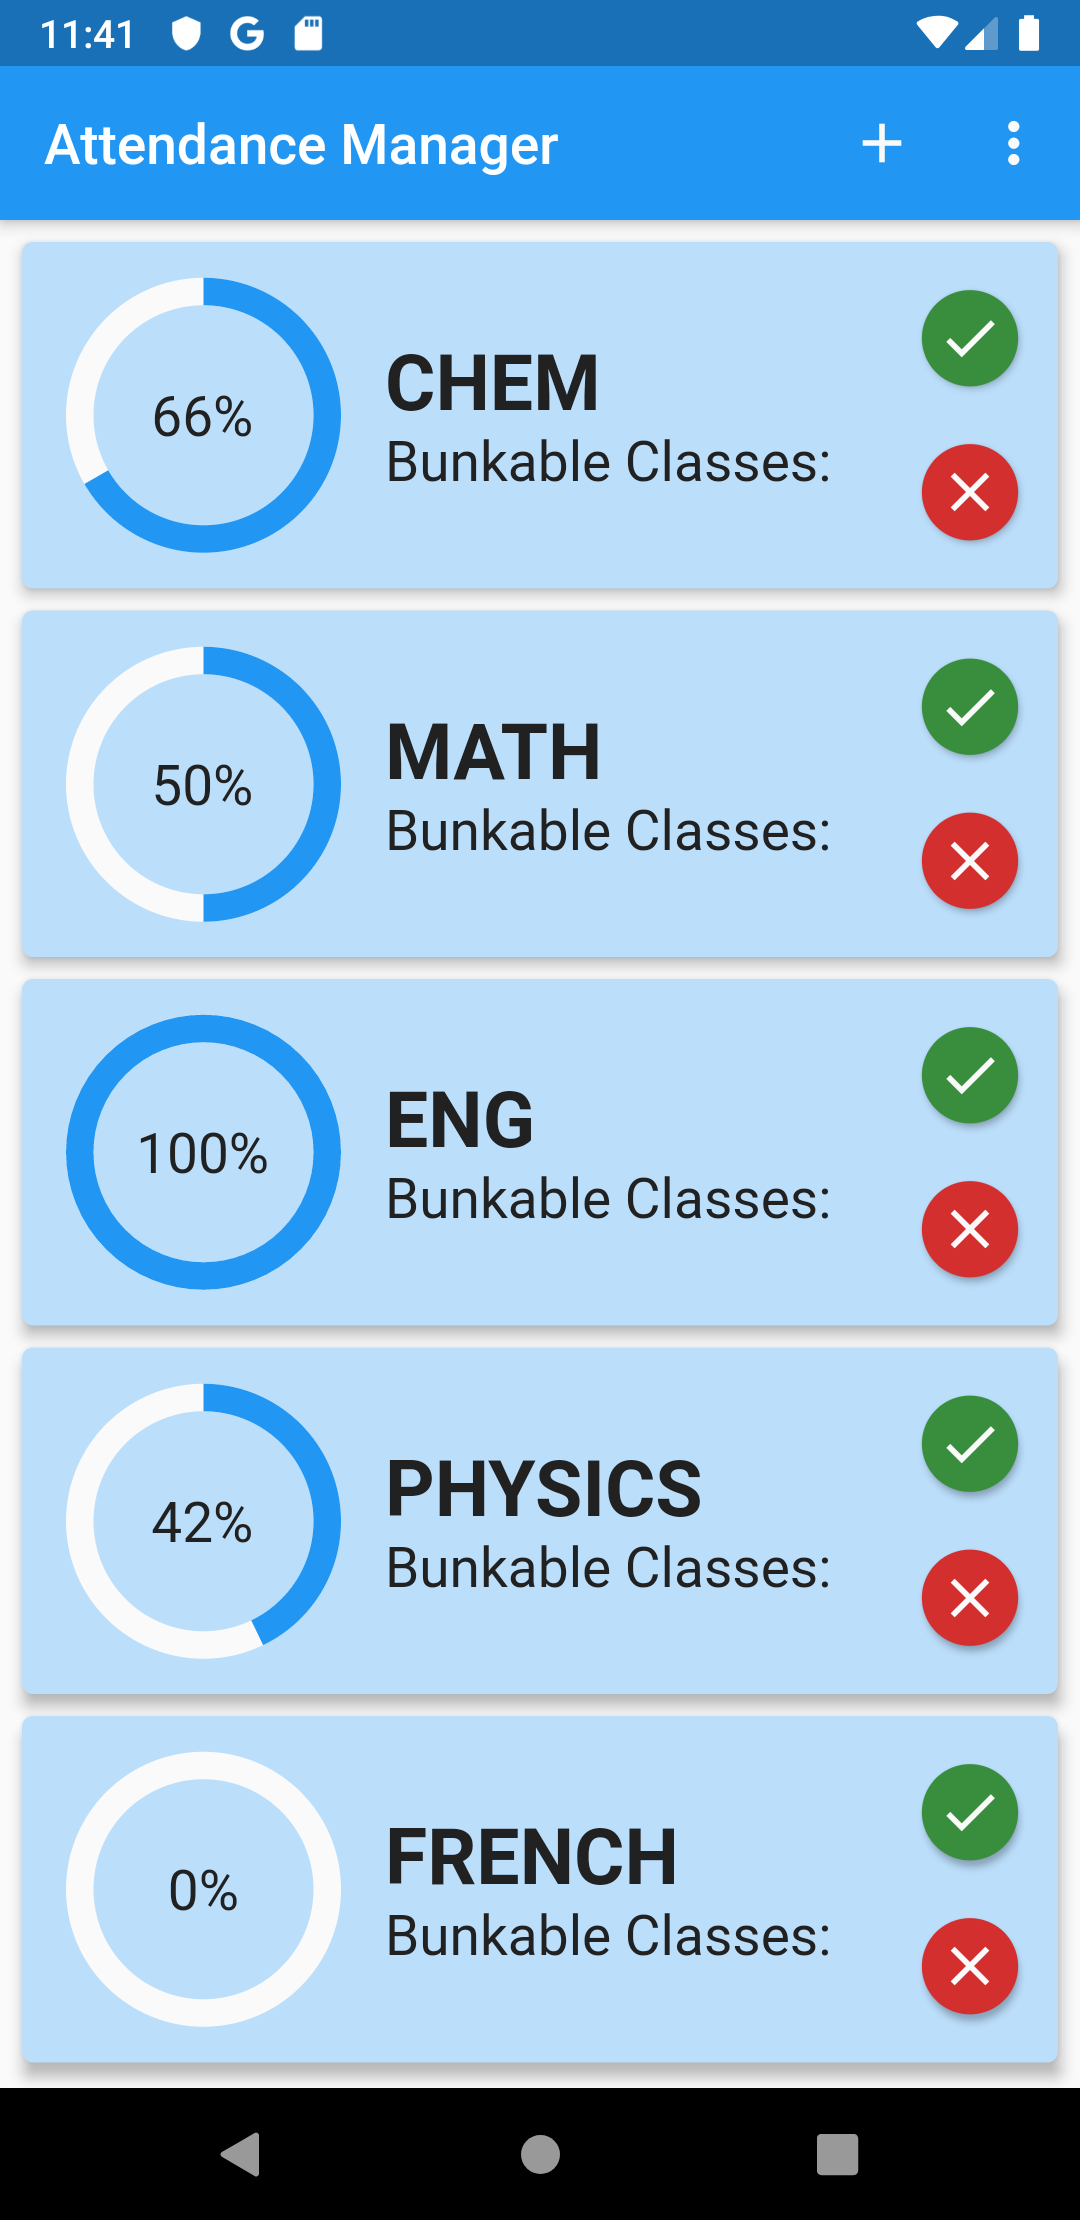 11:41
Attendance Manager
66%
CHEM
Bunkable Classes:
50%
MATH
Bunkable Classes:
100%
ENG
Bunkable Classes:
42%
PHYSICS
Bunkable Classes:
0%
FRENCH
Bunkable Classes: